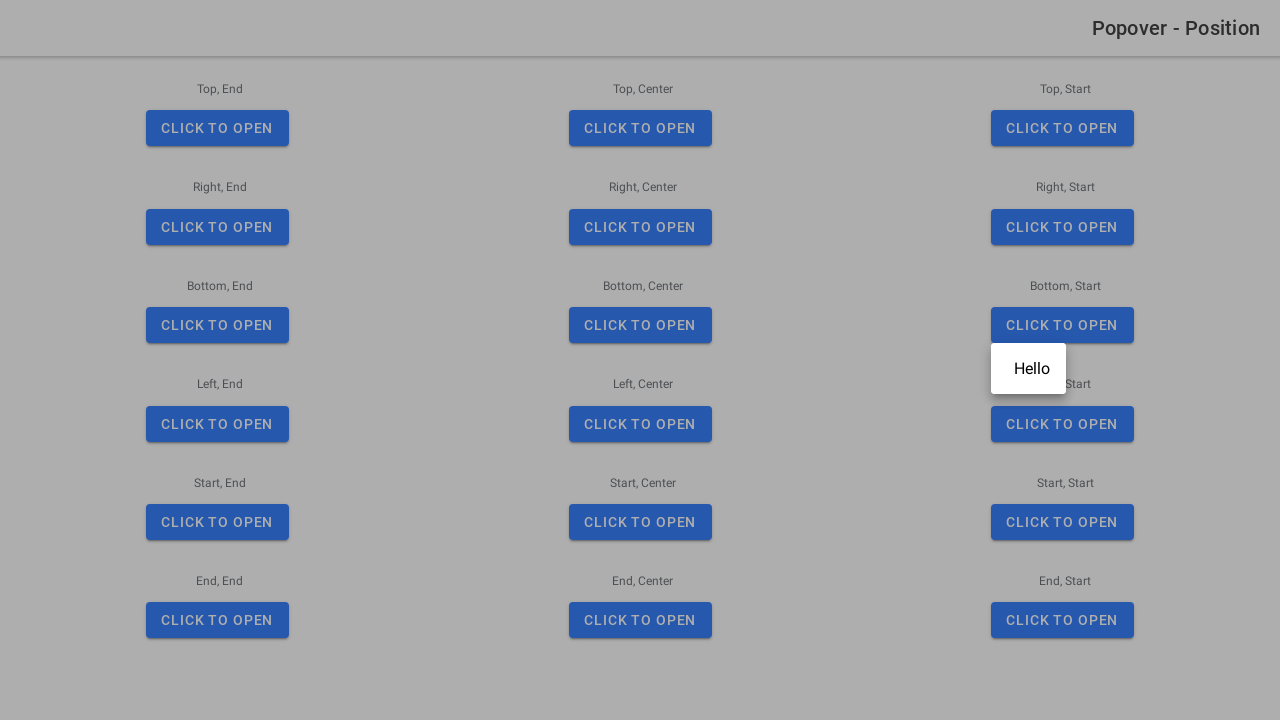 Popover - Position
Top, End
Top, Center
Top, Start
CLICK TO OPEN
CLICK TO OPEN
CLICK TO OPEN
Right, End
Right, Center
Right, Start
CLICK TO OPEN
CLICK TO OPEN
CLICK TO OPEN
Bottom, End
Bottom, Center
Bottom, Start
CLICK TO OPEN
CLICK TO OPEN
CLICK TO OPEN
Hello
Left, End
Left, Center
Start
CLICK TO OPEN
CLICK TO OPEN
CLICK TO OPEN
Start, End
Start, Center
Start, Start
CLICK TO OPEN
CLICK TO OPEN
CLICK TO OPEN
End, End
End, Center
End, Start
CLICK TO OPEN
CLICK TO OPEN
CLICK TO OPEN